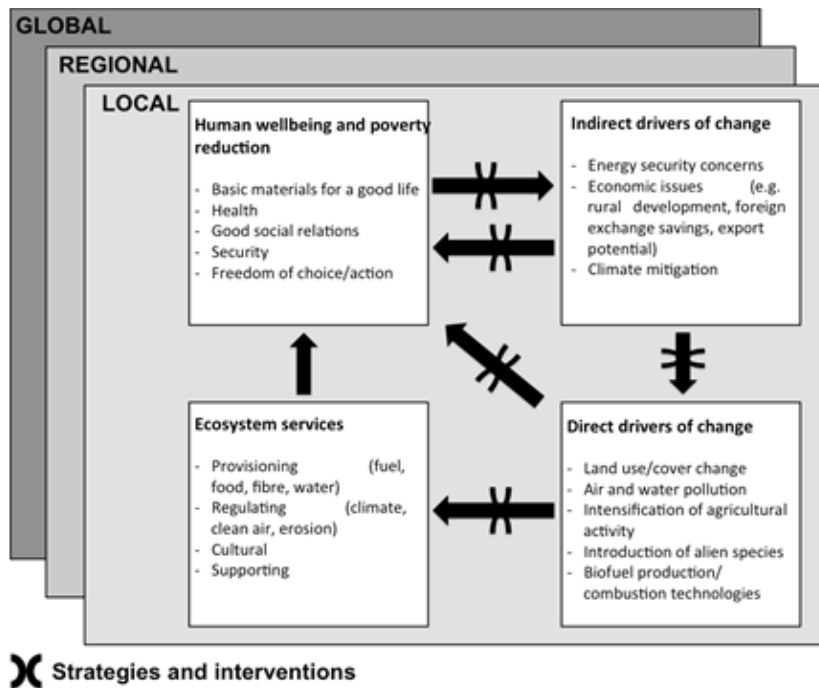 GLOBAL
REGIONAL
LOCAL
Human wellbeing and poverty
reduction
- Basic materials for a good life
- Health
- Good social relations
- Security
- Freedom of choice/action
Indirect drivers of change
- Energy security concerns
- Economic issues (e.g.
rural development, foreign
exchange savings, export
potential)
- Climate mitigation
Ecosystem services
- Provisioning (fuel,
food, fibre, water)
- Regulating (climate,
clean air, erosion)
- Cultural
- Supporting
Direct drivers of change
- Land use/cover change
- Air and water pollution
- Intensification of agricultural
activity
- Introduction of alien species
- Biofuel production/
combustion technologies
Strategies and interventions